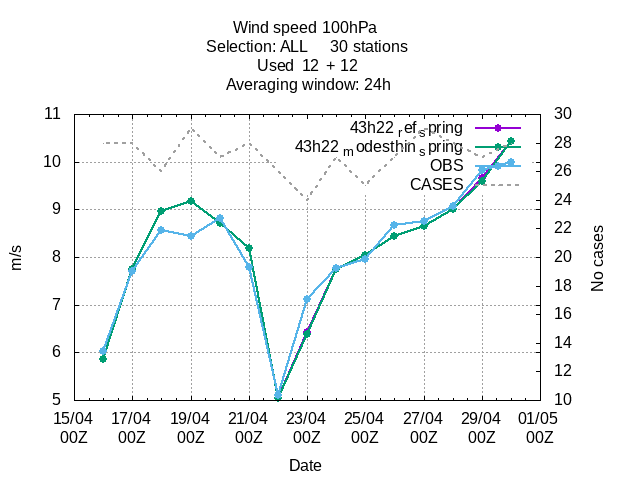 Wind speed 100hPa
Selection: ALL 30 stations
Used 12 + 12
Averaging window: 24h
43h22_ref_spring
43h22_modesthin_spring
OBS
CASES
11
10
9
8
7
6
5
30
28
26
24
22
20
18
16
14
12
10
m/s
No cases
15/04 17/04 19/04 21/04 23/04 25/04 27/04 29/04 01/05
00Z 00Z 00Z 00Z 00Z 00Z 00Z 00Z 00Z
Date